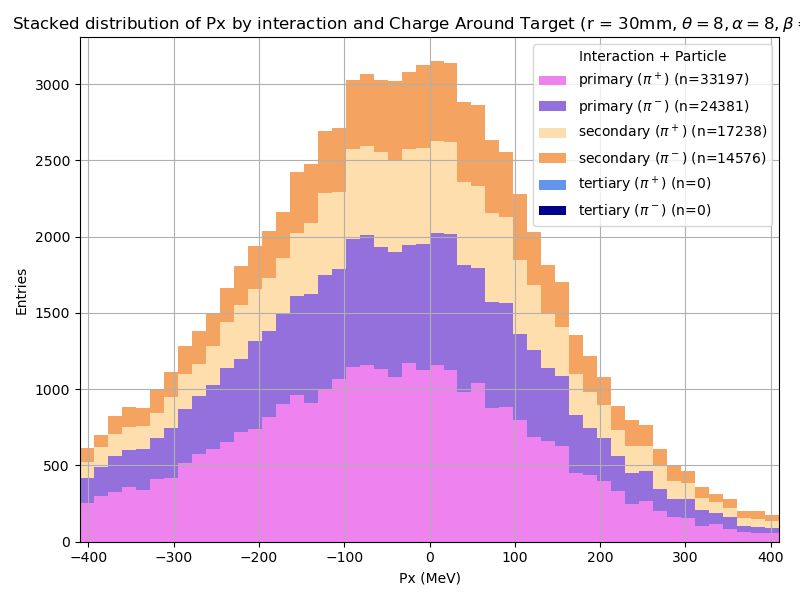 Stacked distribution of Px by interaction and Charge Around Target (r = 30mm, θ = 8, α = 8, β =
Interaction + Particle
primary (π⁺) (n=33197)
primary (π⁻) (n=24381)
secondary (π⁺) (n=17238)
secondary (π⁻) (n=14576)
tertiary (π⁺) (n=0)
tertiary (π⁻) (n=0)
Entries
3000
2500
2000
1500
1000
500
0
−400 −300 −200 −100 0 100 200 300 400
Px (MeV)